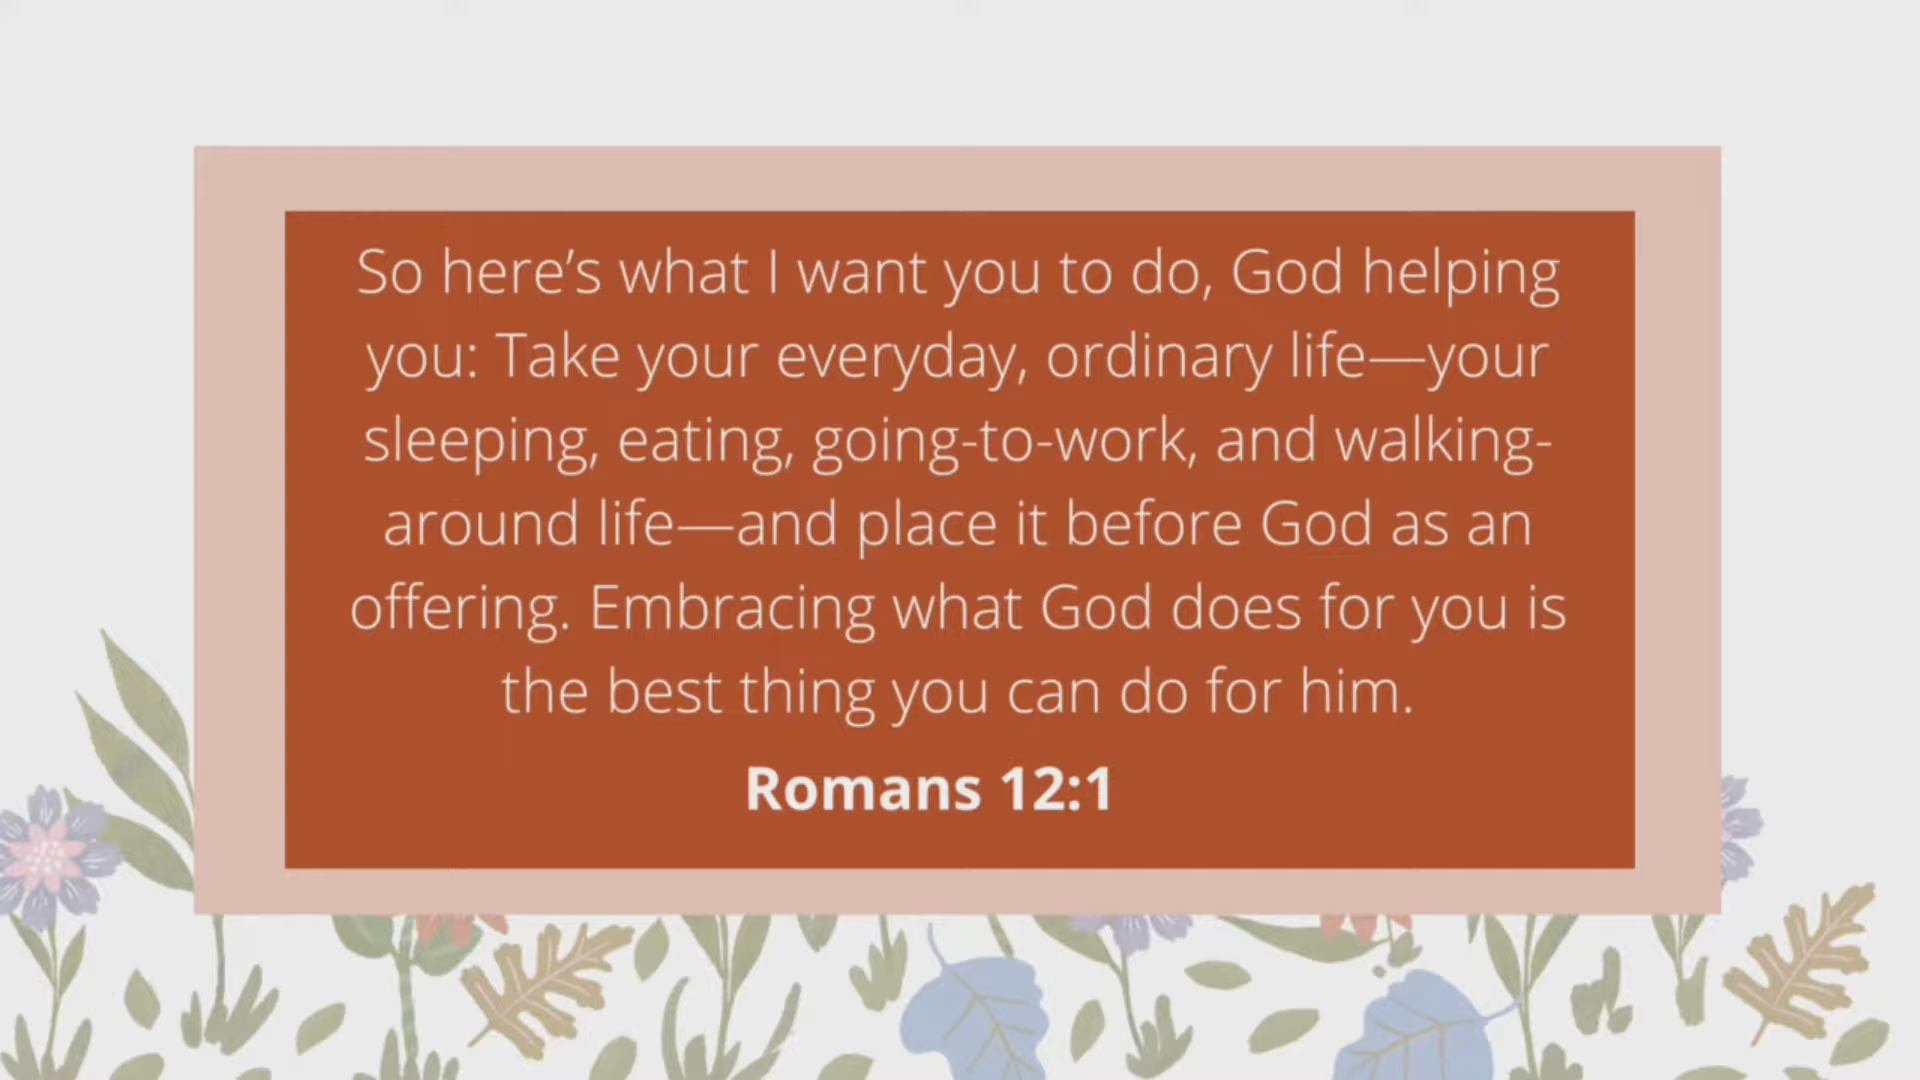 So here’s what I want you to do, God helping
you: Take your everyday, ordinary life—your
sleeping, eating, going-to-work, and walking-
around life—and place it before God as an
offering. Embracing what God does for you is
the best thing you can do for him.
Romans 12:1